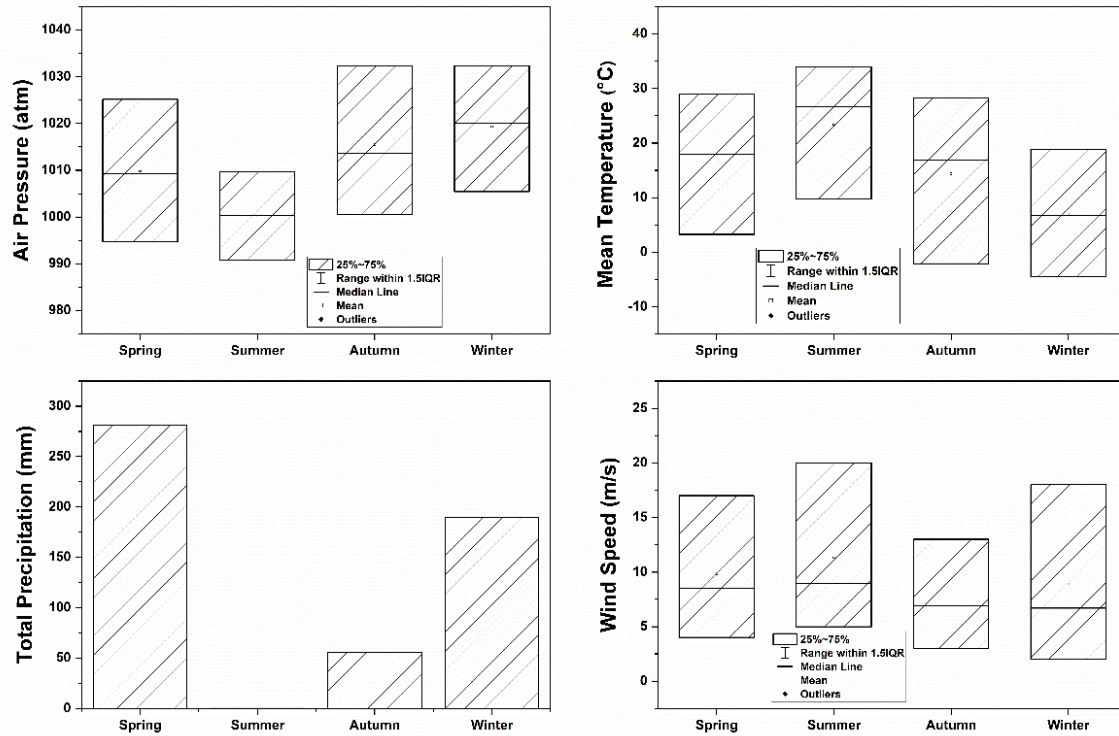 Air Pressure (atm)
1040
1030
1020
1010
1000
990
980
25%~75%
Range within 1.5IQR
Median Line
Mean
Outliers
Spring Summer Autumn Winter
Mean Temperature (°C)
40
30
20
10
0
-10
25%~75%
Range within 1.5IQR
Median Line
Mean
Outliers
Spring Summer Autumn Winter
Total Precipitation (mm)
300
250
200
150
100
50
0
Spring Summer Autumn Winter
Wind Speed (m/s)
25
20
15
10
5
0
25%~75%
Range within 1.5IQR
Median Line
Mean
Outliers
Spring Summer Autumn Winter